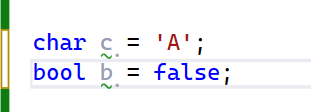 char c = 'A';
bool b = false;